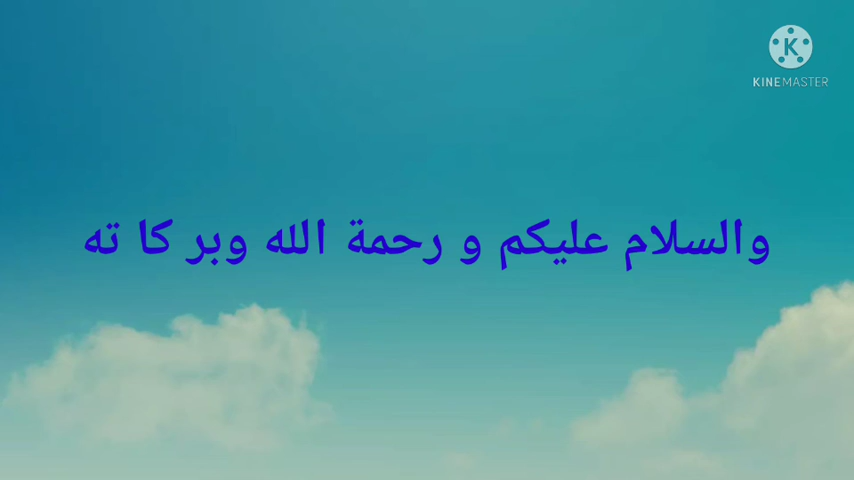 KINEMASTER
والسلام عليكم و رحمة الله وبر كا ته